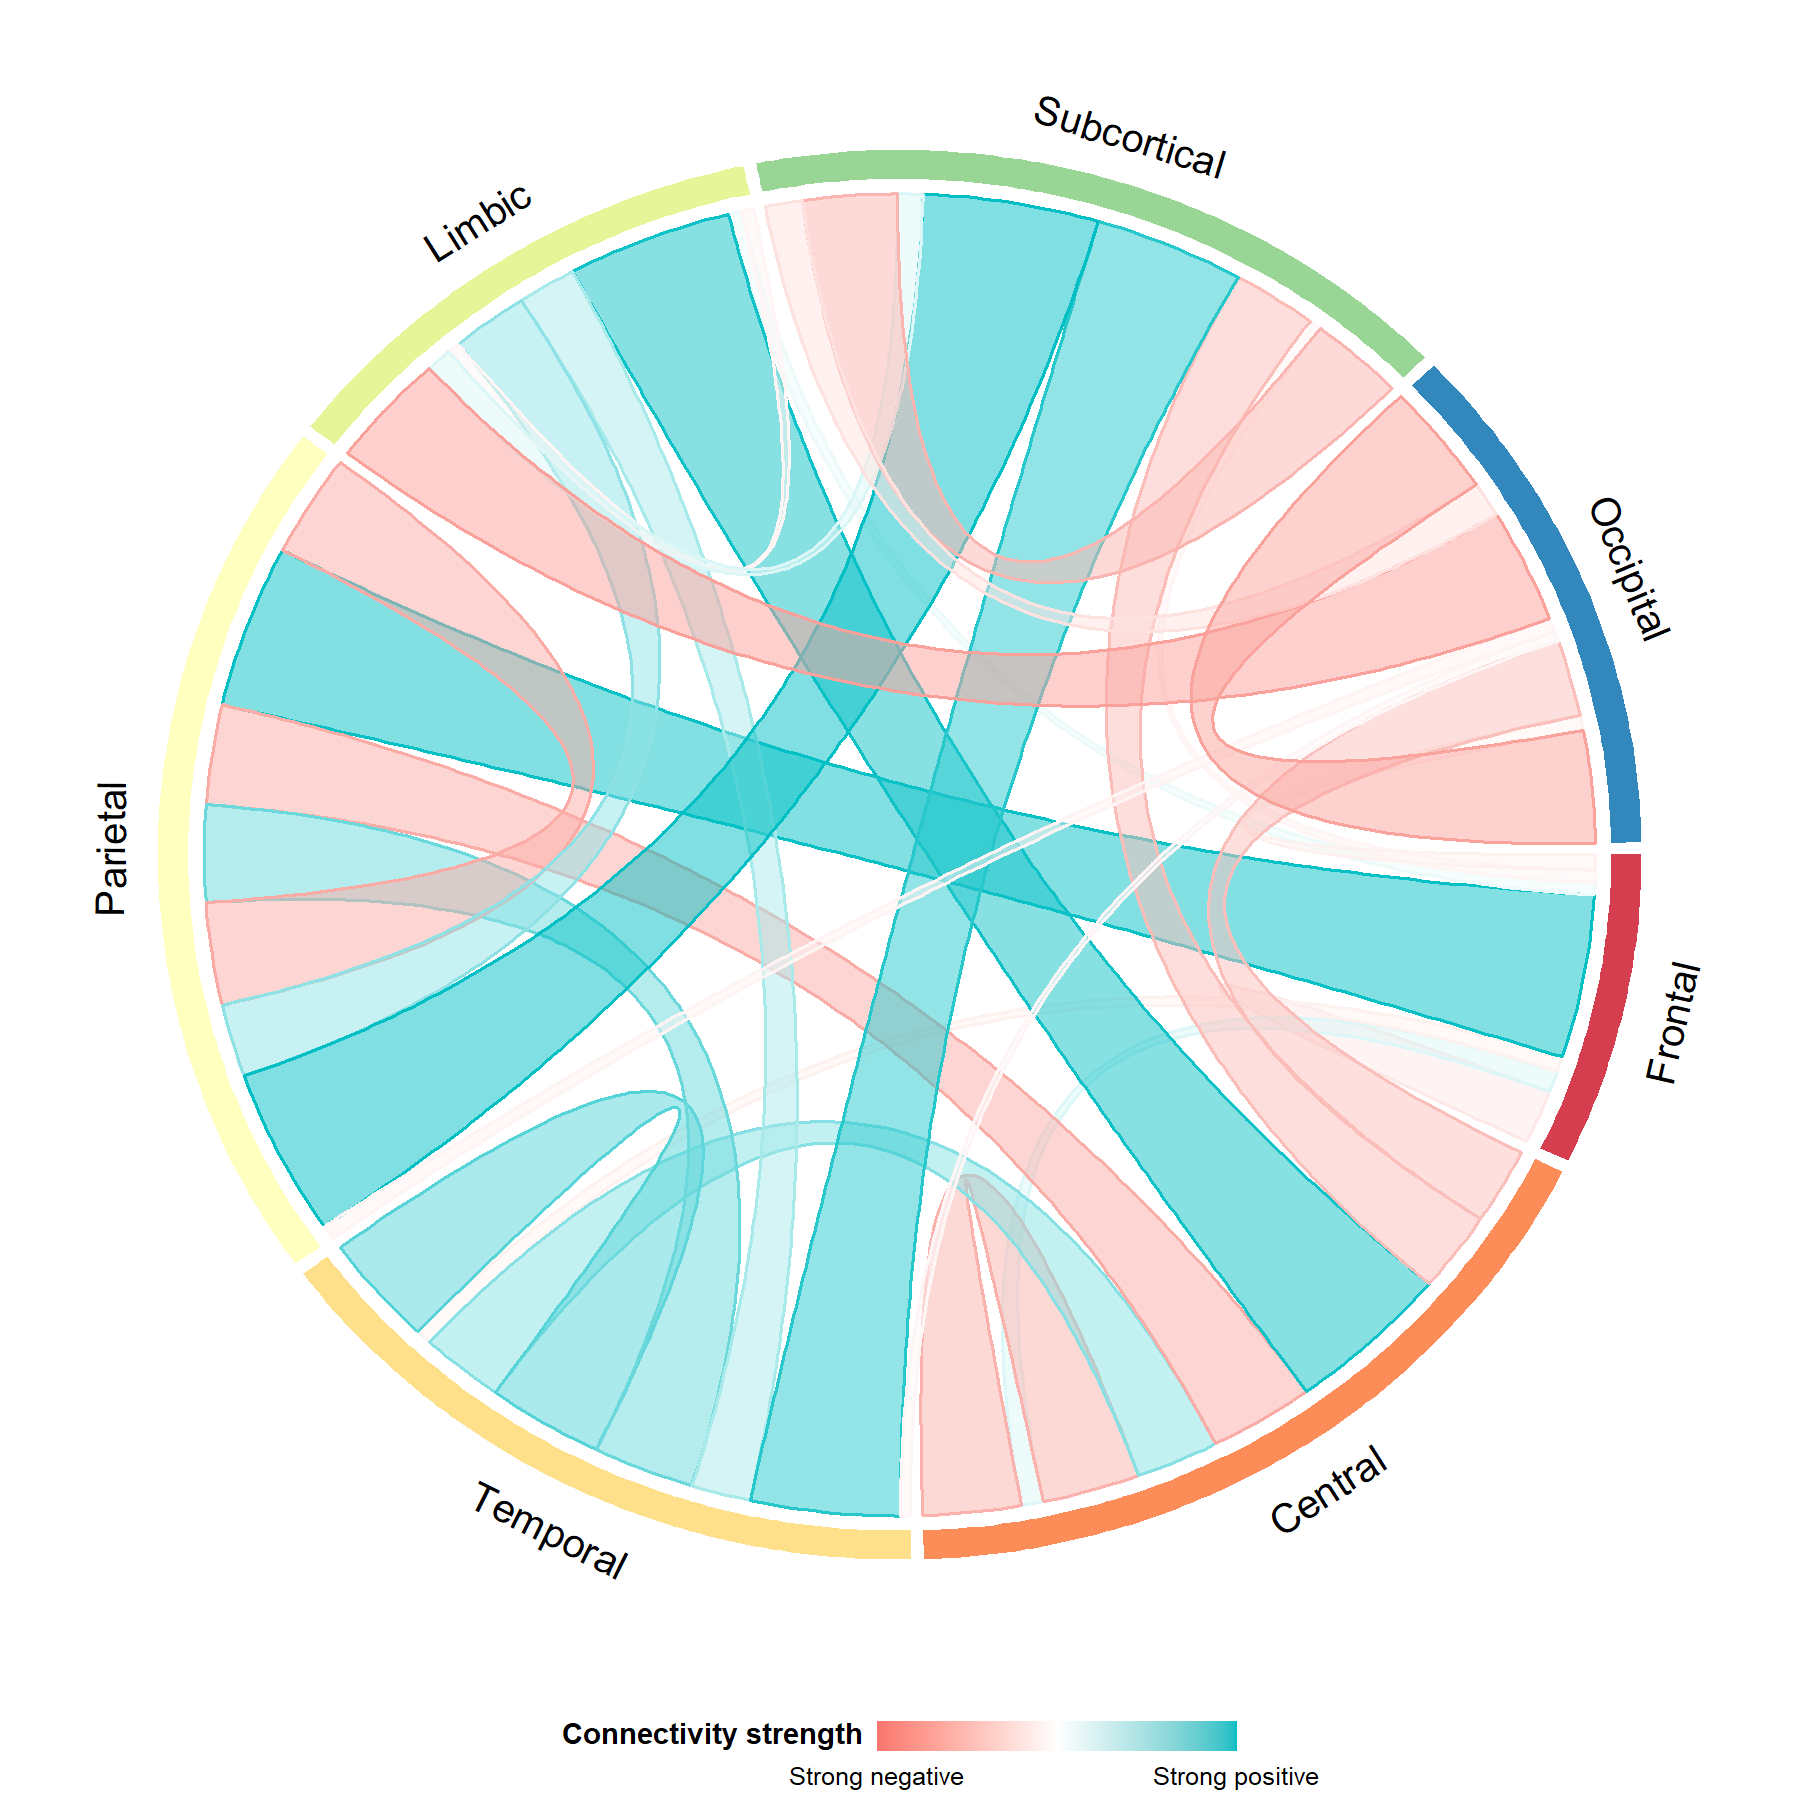 Subcortical
Limbic
Occipital
Parietal
Frontal
Temporal
Central
Connectivity strength
Strong negative
Strong positive